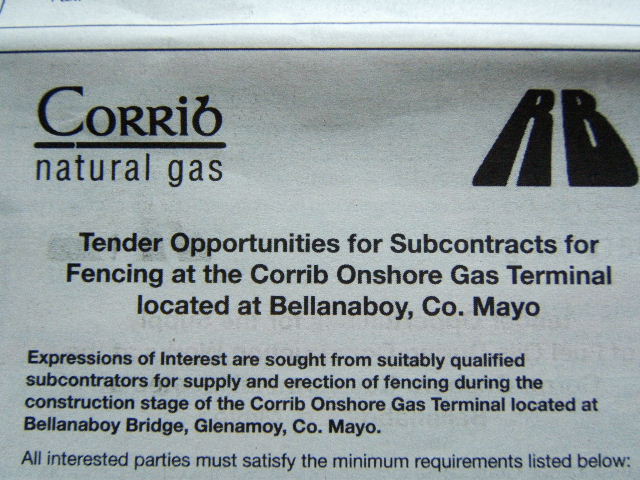 Corrib
natural gas
RB
Tender Opportunities for Subcontracts for
Fencing at the Corrib Onshore Gas Terminal
located at Bellanaboy, Co. Mayo
Expressions of Interest are sought from suitably qualified
subcontrators for supply and erection of fencing during the
construction stage of the Corrib Onshore Gas Terminal located at
Bellanaboy Bridge, Glenamoy, Co. Mayo.
All interested parties must satisfy the minimum requirements listed below: